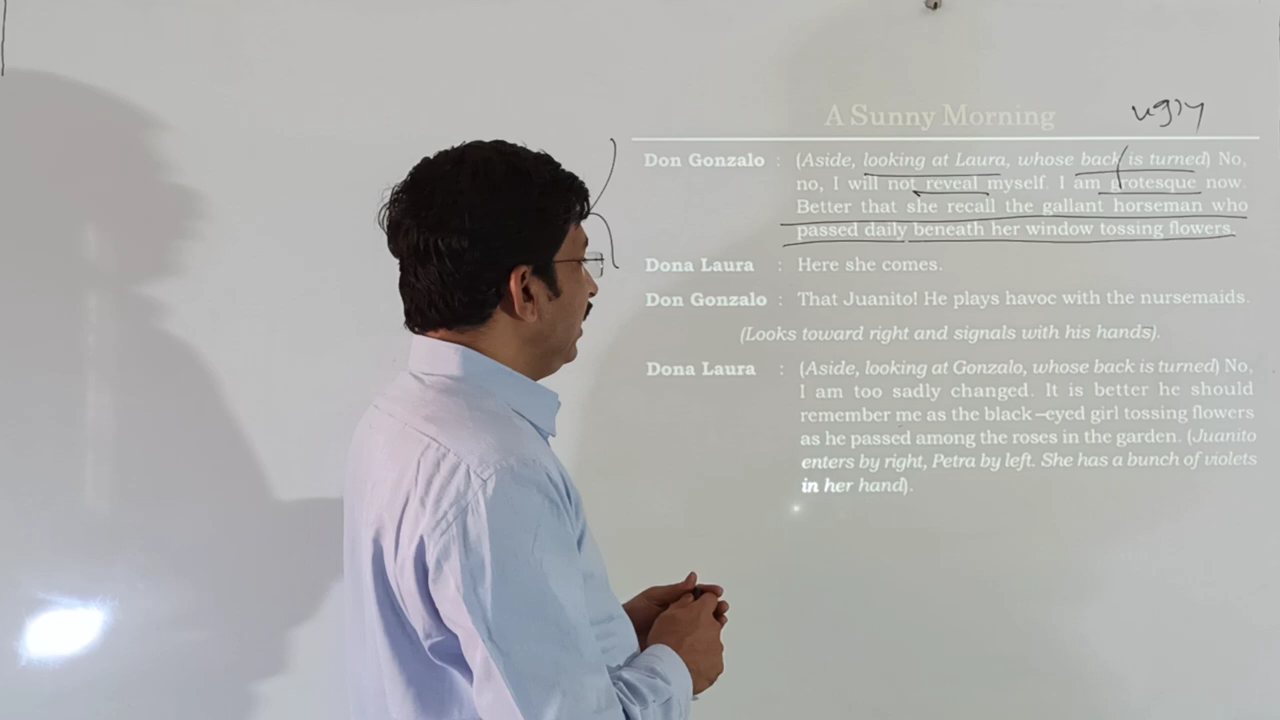 A Sunny Morning
ugly
Don Gonzalo : (Aside, looking at Laura, whose back is turned) No,
no, I will not reveal myself. I am grotesque now.
Better that she recall the gallant horseman who
passed daily beneath her window tossing flowers.
Dona Laura : Here she comes.
Don Gonzalo : That Juanito! He plays havoc with the nursemaids.
(Looks toward right and signals with his hands).
Dona Laura : (Aside, looking at Gonzalo, whose back is turned) No,
I am too sadly changed. It is better he should
remember me as the black–eyed girl tossing flowers
as he passed among the roses in the garden. (Juanito
enters by right, Petra by left. She has a bunch of violets
in her hand).